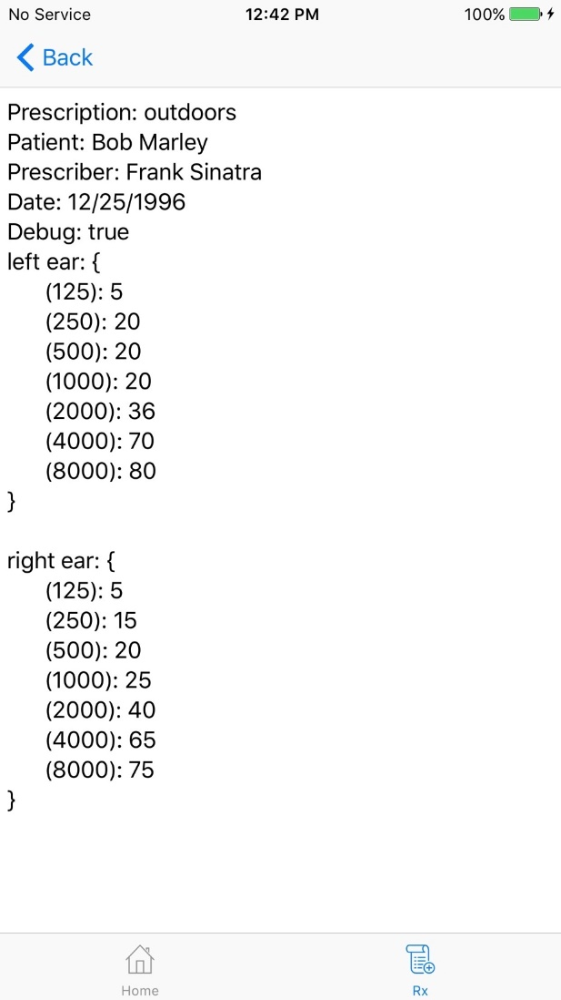 No Service 12:42 PM 100%
Back
Prescription: outdoors
Patient: Bob Marley
Prescriber: Frank Sinatra
Date: 12/25/1996
Debug: true
left ear: {
(125): 5
(250): 20
(500): 20
(1000): 20
(2000): 36
(4000): 70
(8000): 80
}
right ear: {
(125): 5
(250): 15
(500): 20
(1000): 25
(2000): 40
(4000): 65
(8000): 75
}
Home Rx